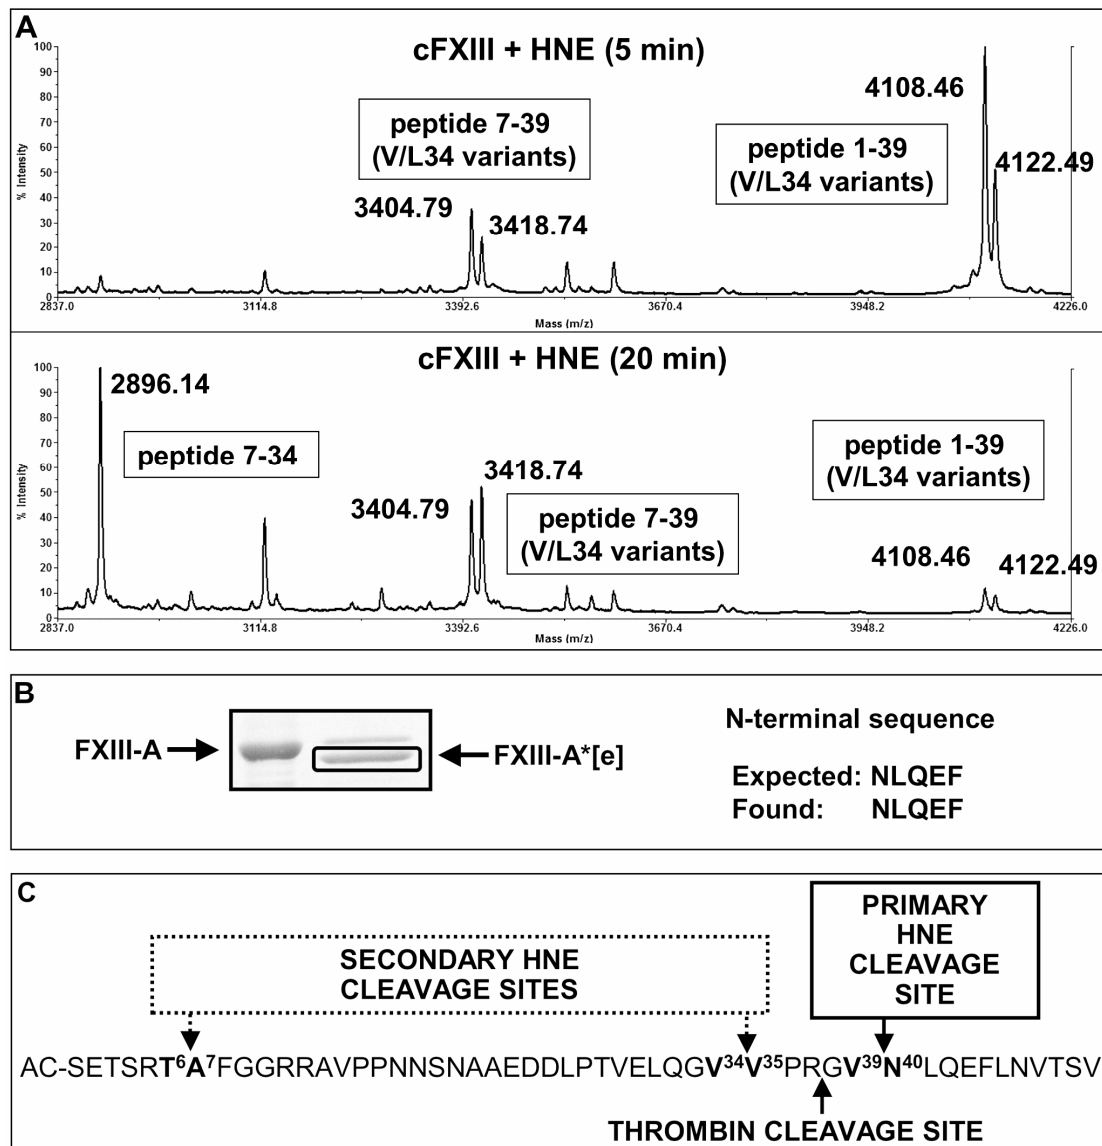 A
cFXIII + HNE (5 min)
% Intensity
100
90
80
70
60
50
40
30
20
10
0
peptide 7-39
(V/L34 variants)
3404.79
3418.74
4108.46
peptide 1-39
(V/L34 variants)
4122.49
2837.0
3114.8
3392.6
3670.4
3948.2
4226.0
Mass (m/z)
cFXIII + HNE (20 min)
% Intensity
100
90
80
70
60
50
40
30
20
10
0
2896.14
peptide 7-34
3404.79
3418.74
peptide 7-39
(V/L34 variants)
peptide 1-39
(V/L34 variants)
4108.46
4122.49
2837.0
3114.8
3392.6
3670.4
3948.2
4226.0
Mass (m/z)
B
FXIII-A
FXIII-A*[e]
N-terminal sequence
Expected: NLQEF
Found: NLQEF
C
PRIMARY
HNE
CLEAVAGE
SITE
SECONDARY HNE
CLEAVAGE SITES
AC-SETSRT⁶A⁷FGGRRAVPPNNSNAAEDDLPTVELQGV³⁴V³⁵PRGV³⁹N⁴⁰LQEFLNVTSV
THROMBIN CLEAVAGE SITE